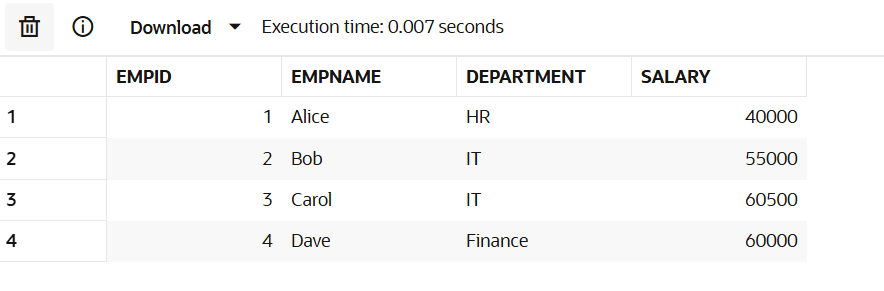 Download Execution time: 0.007 seconds
EMPID EMPNAME DEPARTMENT SALARY
1 1 Alice HR 40000
2 2 Bob IT 55000
3 3 Carol IT 60500
4 4 Dave Finance 60000